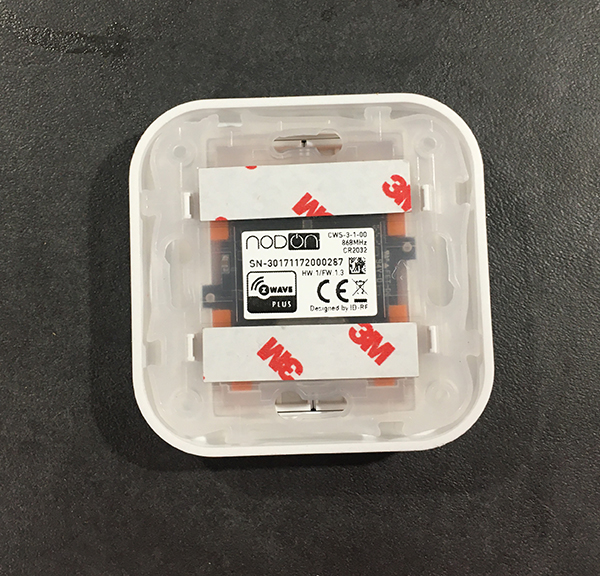 3M
NODON
CWS-3-1-00
868MHz
CR2032
SN-30171172000267
HW 1/FW 1.3
Z WAVE
PLUS
CE
Designed by ID-RF
3M
3M